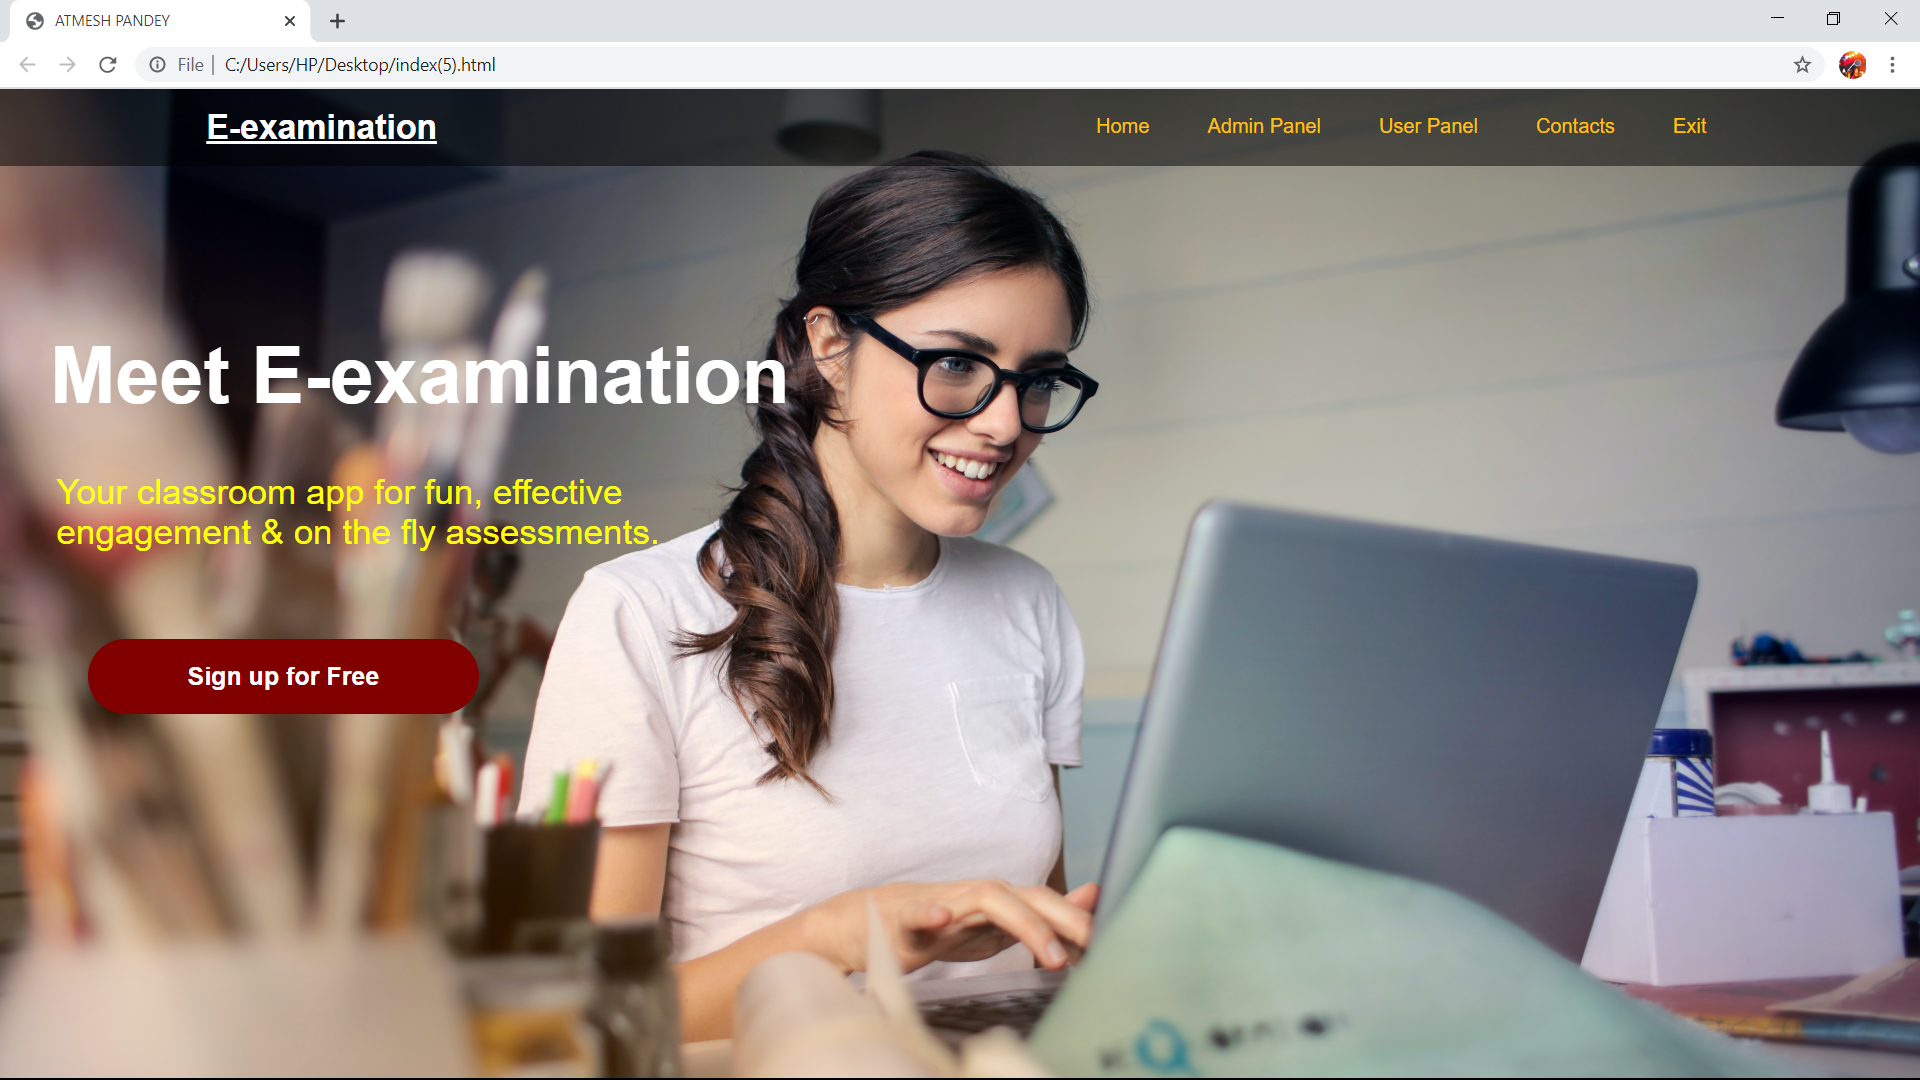 ATMESH PANDEY
File | C:/Users/HP/Desktop/index(5).html
E-examination
Home Admin Panel User Panel Contacts Exit
Meet E-examination
Your classroom app for fun, effective
engagement & on the fly assessments.
Sign up for Free